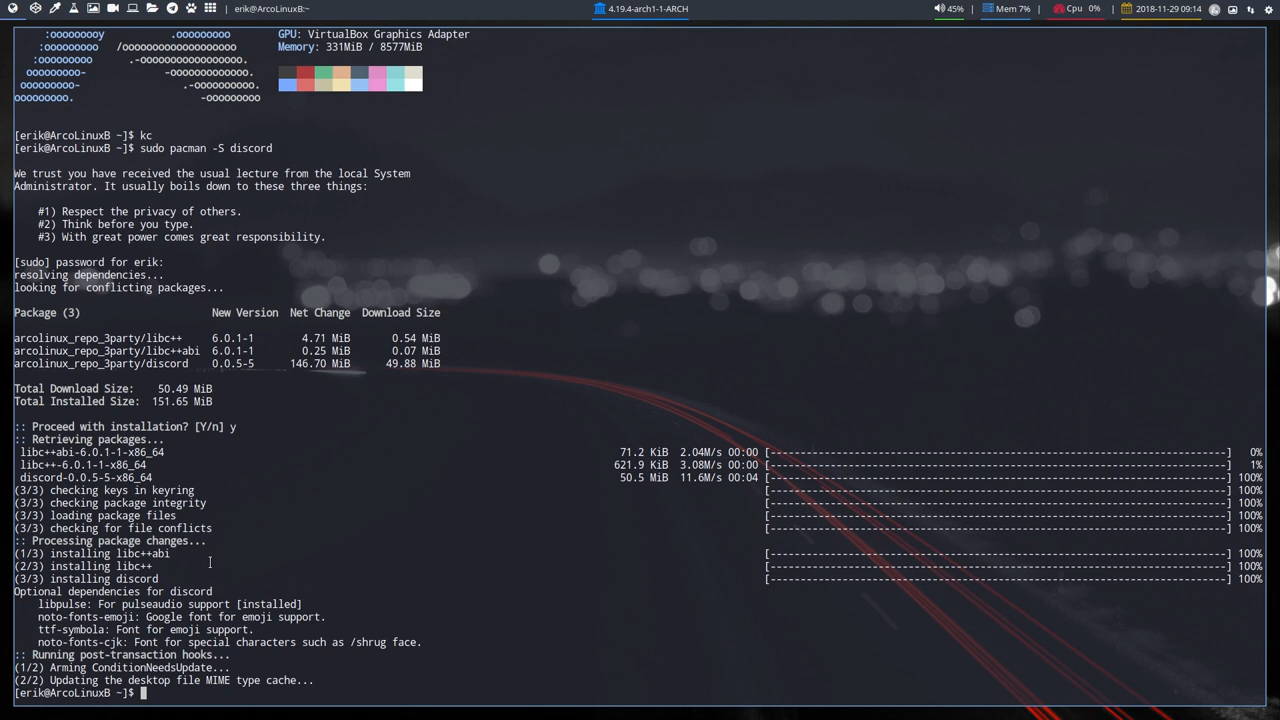 erik@ArcoLinuxB:~
4.19.4-arch1-1-ARCH
45% Mem 7% Cpu 0% 2018-11-29 09:14
:oooooooooy .ooooooooo GPU: VirtualBox Graphics Adapter
:ooooooooo /ooooooooooooooooooo Memory: 331MiB / 8577MiB
:ooooooooo .-ooooooooooooooooo.
ooooooooo- -ooooooooooooo.
ooooooooo- .-oooooooooo.
ooooooooo. -ooooooooo
[erik@ArcoLinuxB ~]$ kc
[erik@ArcoLinuxB ~]$ sudo pacman -S discord
We trust you have received the usual lecture from the local System
Administrator. It usually boils down to these three things:
#1) Respect the privacy of others.
#2) Think before you type.
#3) With great power comes great responsibility.
[sudo] password for erik:
resolving dependencies...
looking for conflicting packages...
Package (3) New Version Net Change Download Size
arcolinux_repo_3party/libc++ 6.0.1-1 4.71 MiB 0.54 MiB
arcolinux_repo_3party/libc++abi 6.0.1-1 0.25 MiB 0.07 MiB
arcolinux_repo_3party/discord 0.0.5-5 146.70 MiB 49.88 MiB
Total Download Size: 50.49 MiB
Total Installed Size: 151.65 MiB
:: Proceed with installation? [Y/n] y
:: Retrieving packages...
libc++abi-6.0.1-1-x86_64 71.2 KiB 2.04M/s 00:00 [----------------------------------------------------------------------------] 0%
libc++-6.0.1-1-x86_64 621.9 KiB 3.08M/s 00:00 [----------------------------------------------------------------------------] 1%
discord-0.0.5-5-x86_64 50.5 MiB 11.6M/s 00:04 [----------------------------------------------------------------------------] 100%
(3/3) checking keys in keyring [----------------------------------------------------------------------------] 100%
(3/3) checking package integrity [----------------------------------------------------------------------------] 100%
(3/3) loading package files [----------------------------------------------------------------------------] 100%
(3/3) checking for file conflicts [----------------------------------------------------------------------------] 100%
:: Processing package changes...
(1/3) installing libc++abi [----------------------------------------------------------------------------] 100%
(2/3) installing libc++ [----------------------------------------------------------------------------] 100%
(3/3) installing discord [----------------------------------------------------------------------------] 100%
Optional dependencies for discord
libpulse: For pulseaudio support [installed]
noto-fonts-emoji: Google font for emoji support.
ttf-symbola: Font for emoji support.
noto-fonts-cjk: Font for special characters such as /shrug face.
:: Running post-transaction hooks...
(1/2) Arming ConditionNeedsUpdate...
(2/2) Updating the desktop file MIME type cache...
[erik@ArcoLinuxB ~]$